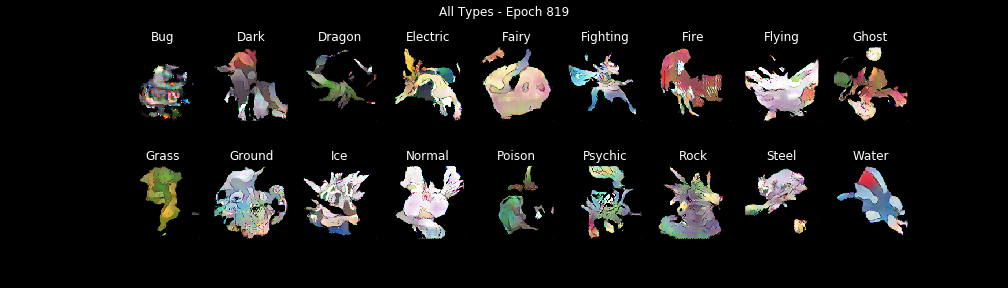 All Types - Epoch 819
Bug Dark Dragon Electric Fairy Fighting Fire Flying Ghost
Grass Ground Ice Normal Poison Psychic Rock Steel Water